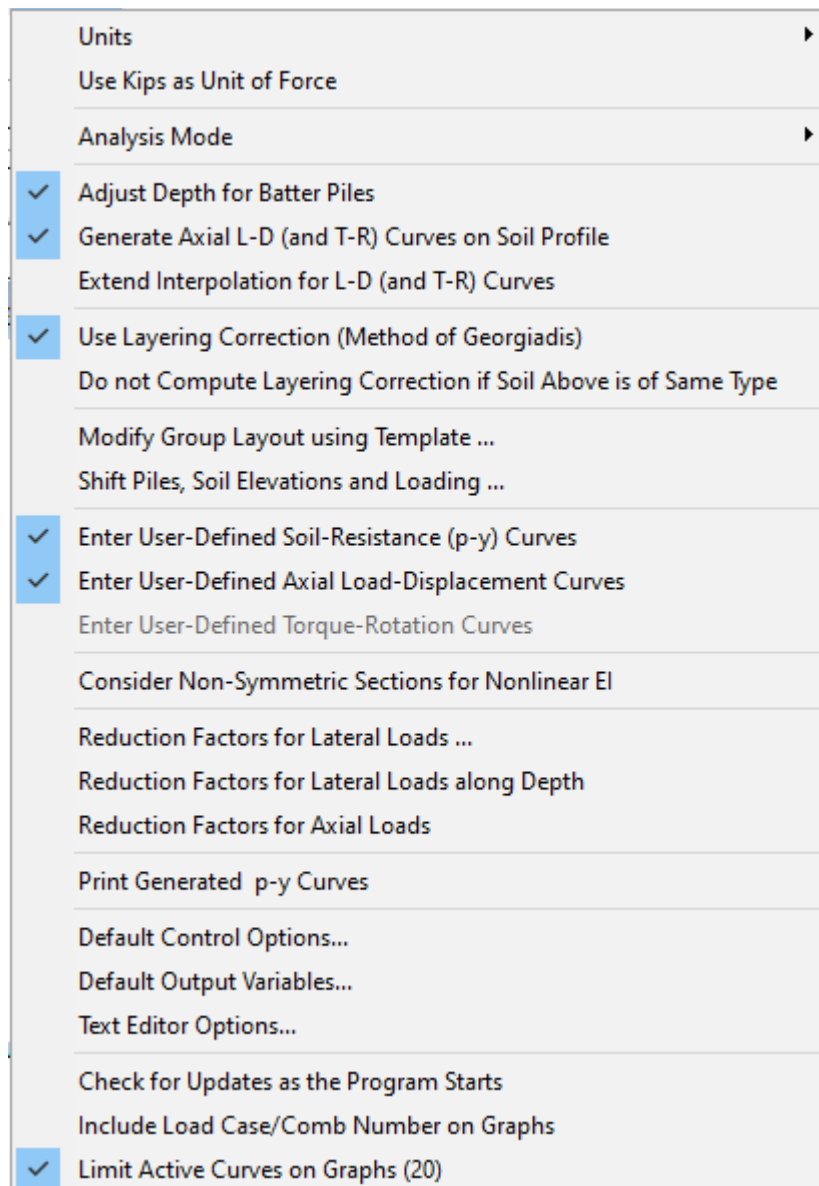 Units
Use Kips as Unit of Force
Analysis Mode
Adjust Depth for Batter Piles
Generate Axial L-D (and T-R) Curves on Soil Profile
Extend Interpolation for L-D (and T-R) Curves
Use Layering Correction (Method of Georgiadis)
Do not Compute Layering Correction if Soil Above is of Same Type
Modify Group Layout using Template ...
Shift Piles, Soil Elevations and Loading ...
Enter User-Defined Soil-Resistance (p-y) Curves
Enter User-Defined Axial Load-Displacement Curves
Enter User-Defined Torque-Rotation Curves
Consider Non-Symmetric Sections for Nonlinear EI
Reduction Factors for Lateral Loads ...
Reduction Factors for Lateral Loads along Depth
Reduction Factors for Axial Loads
Print Generated  p-y Curves
Default Control Options...
Default Output Variables...
Text Editor Options...
Check for Updates as the Program Starts
Include Load Case/Comb Number on Graphs
Limit Active Curves on Graphs (20)